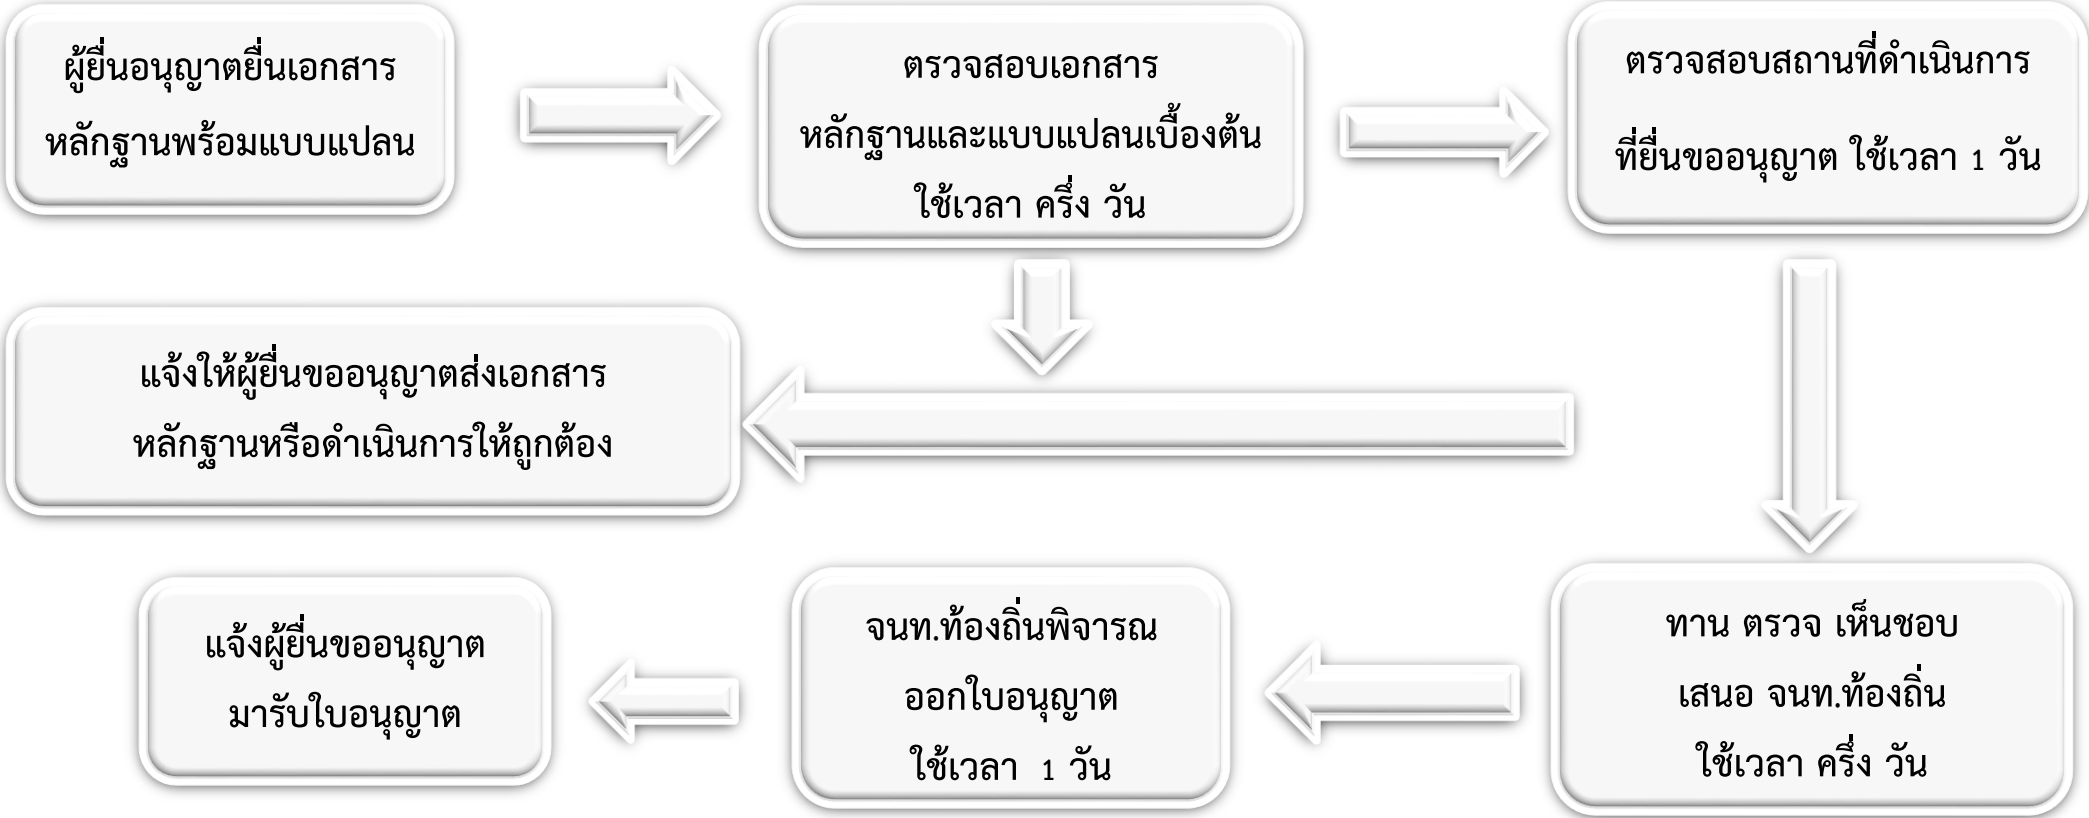 ผู้ยื่นอนุญาตยื่นเอกสาร
หลักฐานพร้อมแบบแปลน
ตรวจสอบเอกสาร
หลักฐานและแบบแปลนเบื้องต้น
ใช้เวลา ครึ่ง วัน
ตรวจสอบสถานที่ดำเนินการ
ที่ยื่นขออนุญาต ใช้เวลา 1 วัน
แจ้งให้ผู้ยื่นขออนุญาตส่งเอกสาร
หลักฐานหรือดำเนินการให้ถูกต้อง
ทาน ตรวจ เห็นชอบ
เสนอ จนท.ท้องถิ่น
ใช้เวลา ครึ่ง วัน
จนท.ท้องถิ่นพิจารณ
ออกใบอนุญาต
ใช้เวลา 1 วัน
แจ้งผู้ยื่นขออนุญาต
มารับใบอนุญาต